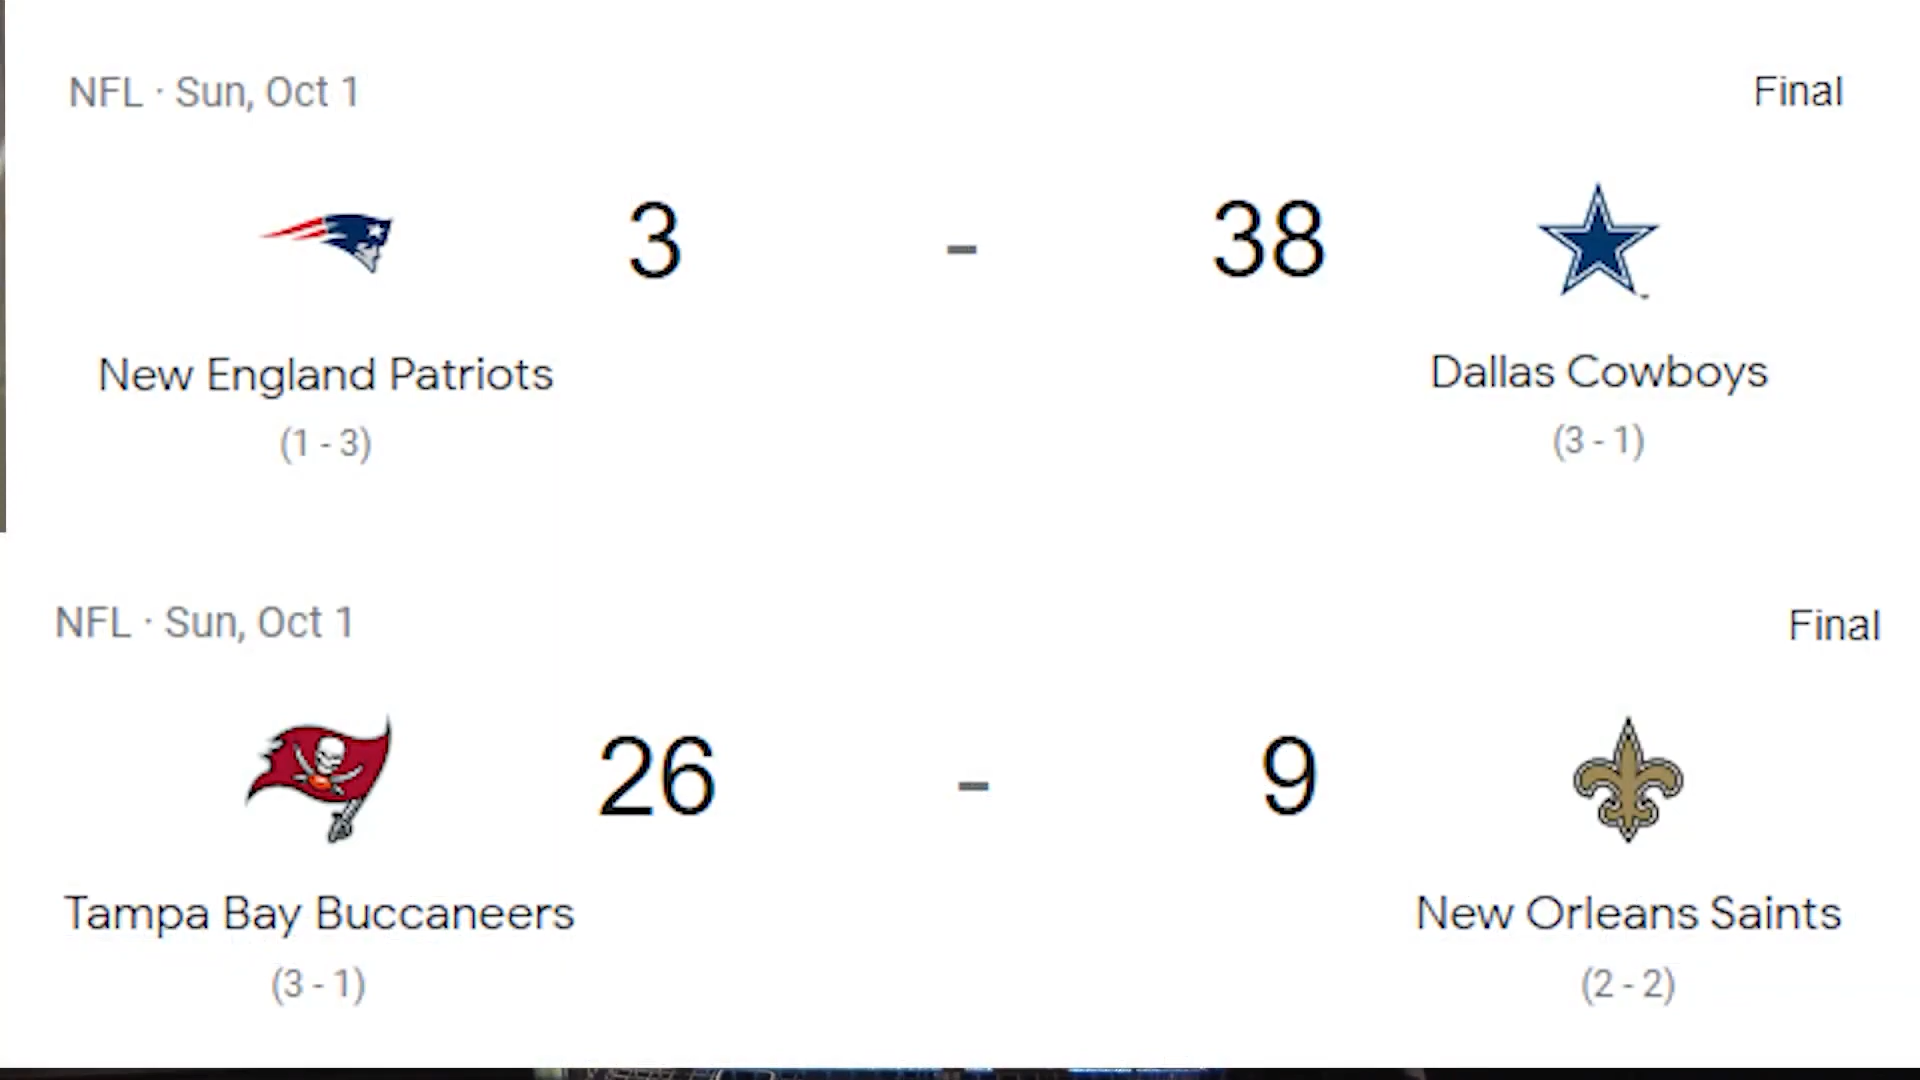 NFL · Sun, Oct 1 Final
3 - 38
New England Patriots Dallas Cowboys
(1 - 3) (3 - 1)
NFL · Sun, Oct 1 Final
26 - 9
Tampa Bay Buccaneers New Orleans Saints
(3 - 1) (2 - 2)